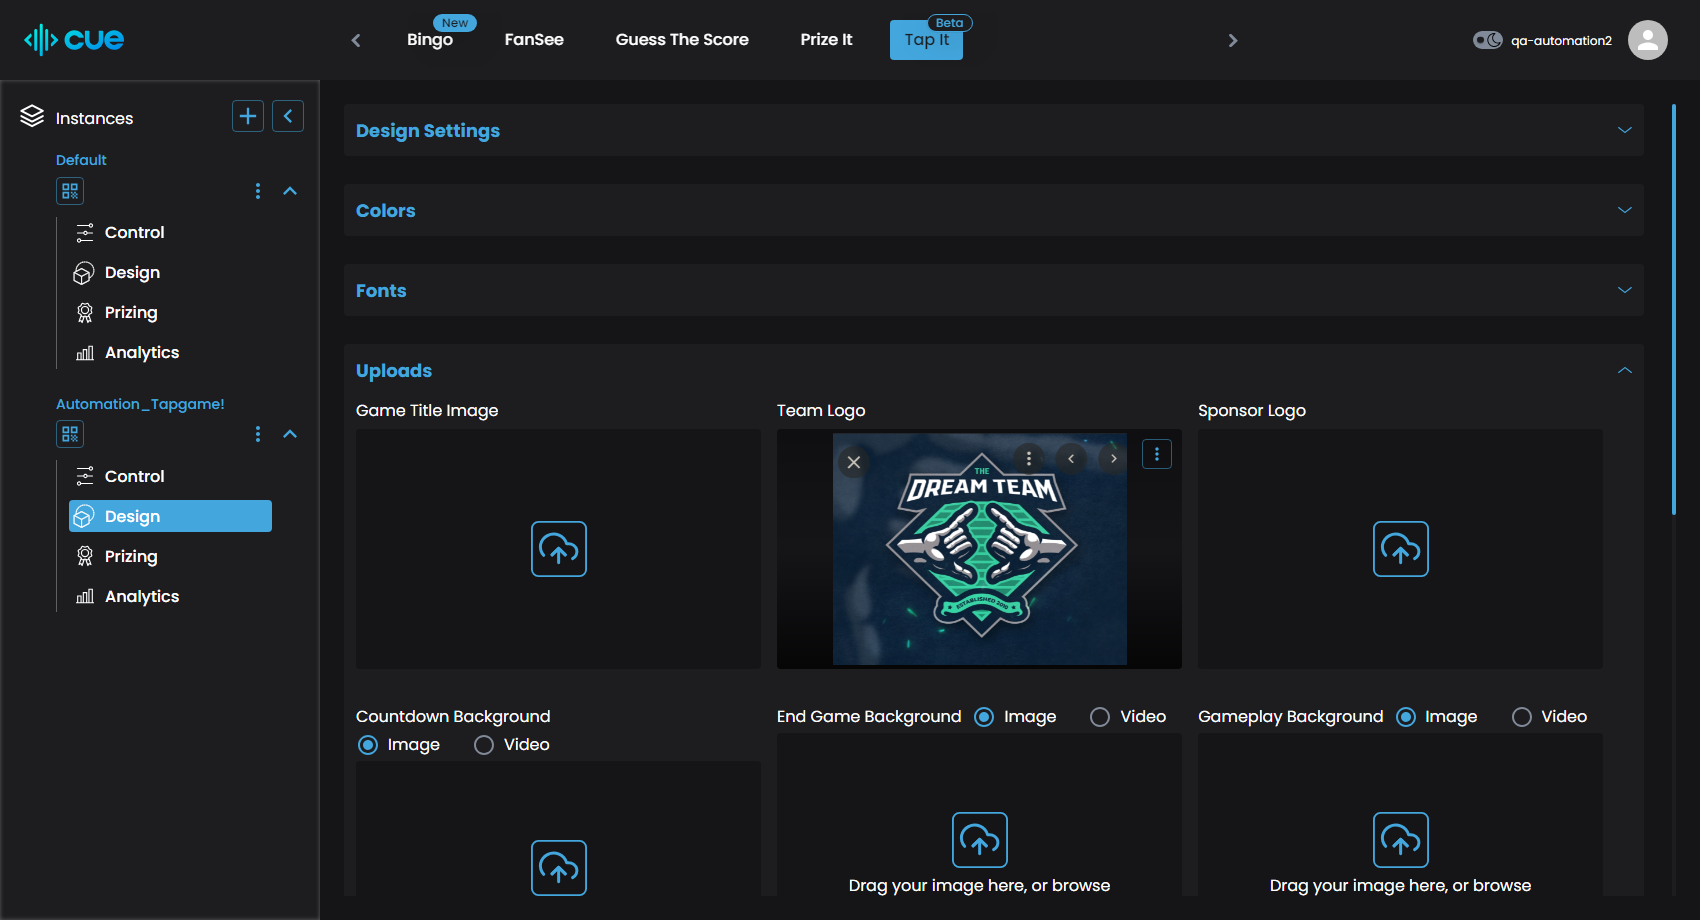 cue
New
Bingo
FanSee
Guess The Score
Prize It
Beta
Tap It
qa-automation2
Instances
Default
Control
Design
Prizing
Analytics
Automation_Tapgame!
Control
Design
Prizing
Analytics
Design Settings
Colors
Fonts
Uploads
Game Title Image
Team Logo
Sponsor Logo
THE
DREAM TEAM
ESTABLISHED 2019
Countdown Background
Image
Video
End Game Background
Image
Video
Gameplay Background
Image
Video
Drag your image here, or browse
Drag your image here, or browse